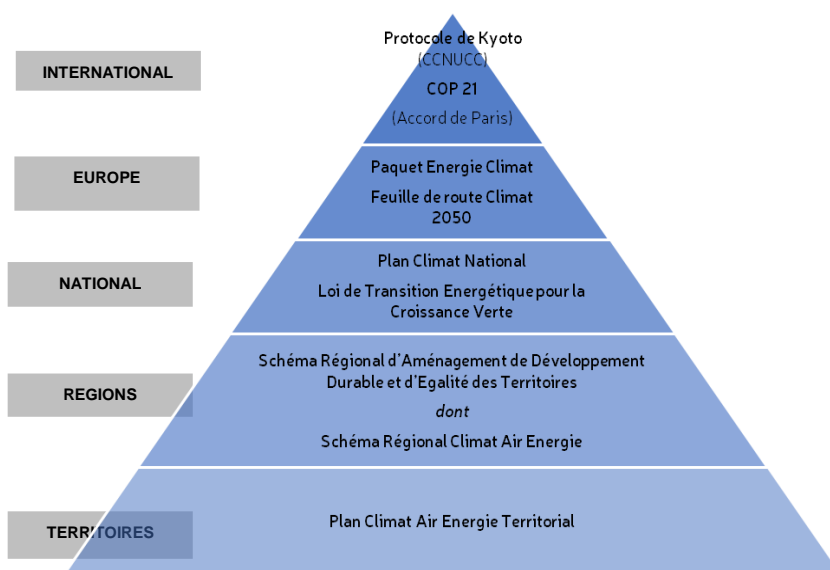 INTERNATIONAL
Protocole de Kyoto
(CCNUCC)
COP 21
(Accord de Paris)
EUROPE
Paquet Energie Climat
Feuille de route Climat
2050
NATIONAL
Plan Climat National
Loi de Transition Energétique pour la
Croissance Verte
REGIONS
Schéma Régional d'Aménagement de Développement
Durable et d'Egalité des Territoires
dont
Schéma Régional Climat Air Energie
TERRITOIRES
Plan Climat Air Energie Territorial